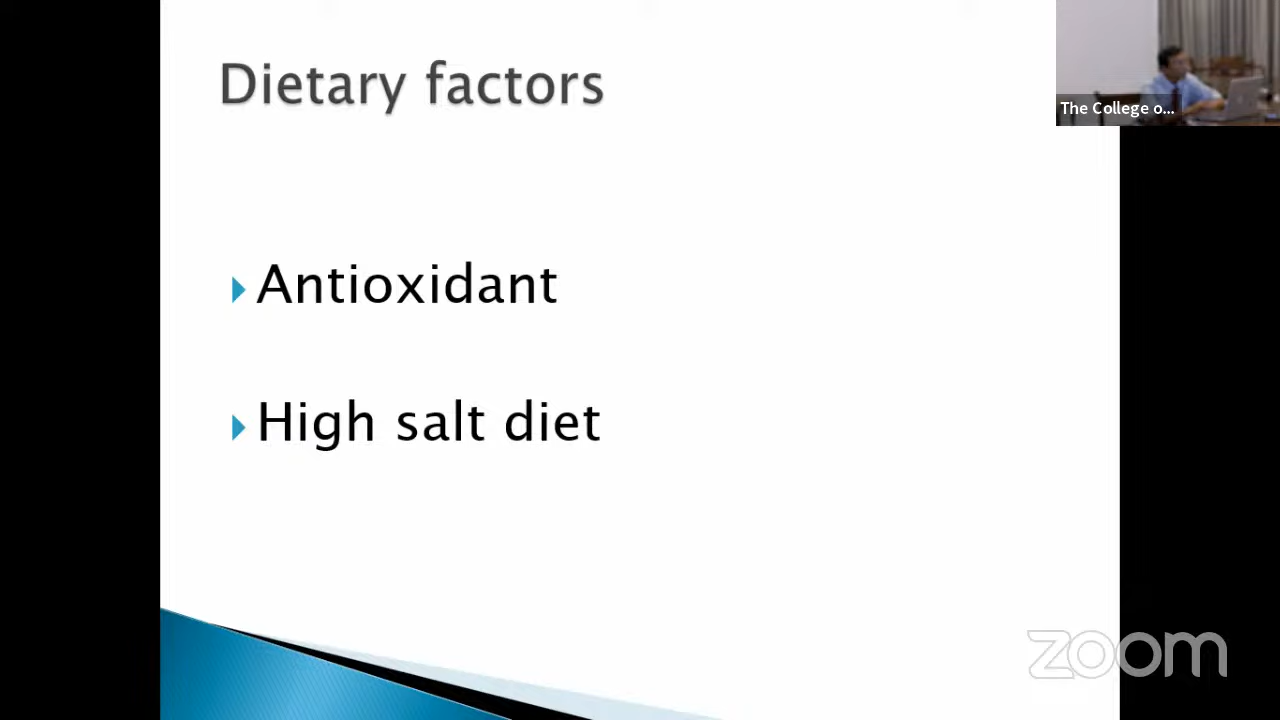 Dietary factors
The College o...
Antioxidant
High salt diet
zoom